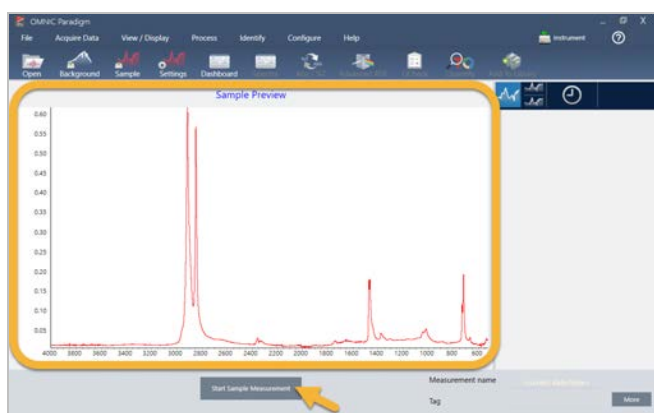 OMNIC Paradigm
File Acquire Data View / Display Process Identify Configure Help Instrument
Open Background Sample Settings Dashboard
Sample Preview
0.60
0.55
0.50
0.45
0.40
0.35
0.30
0.25
0.20
0.15
0.10
0.05
4000 3800 3600 3400 3200 3000 2800 2600 2400 2200 2000 1800 1600 1400 1200 1000 800 600
Start Sample Measurement
Measurement name
Tag
More